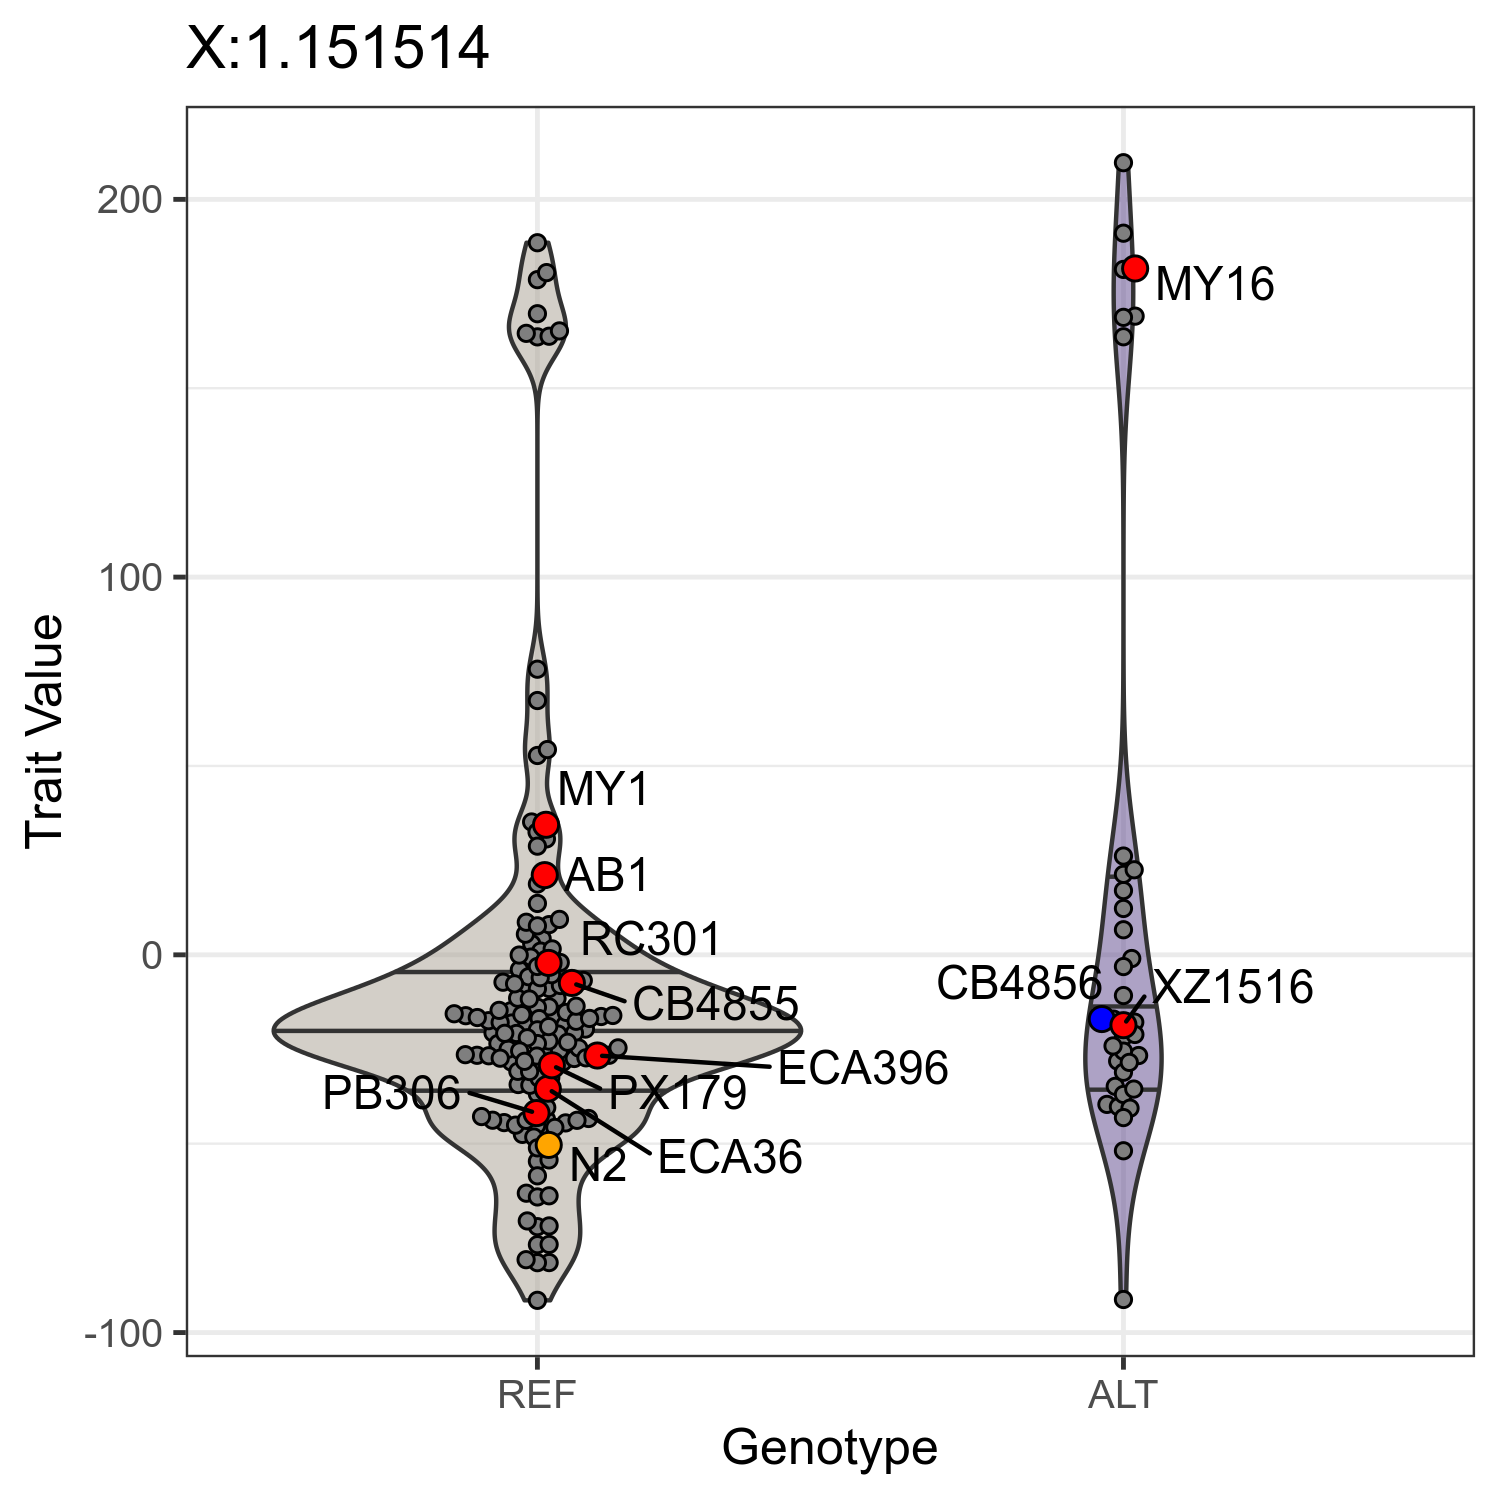 X:1.151514
200
100
0
-100
Trait Value
MY16
MY1
AB1
RC301
CB4855
CB4856
XZ1516
ECA396
PB306
PX179
N2
ECA36
REF
ALT
Genotype